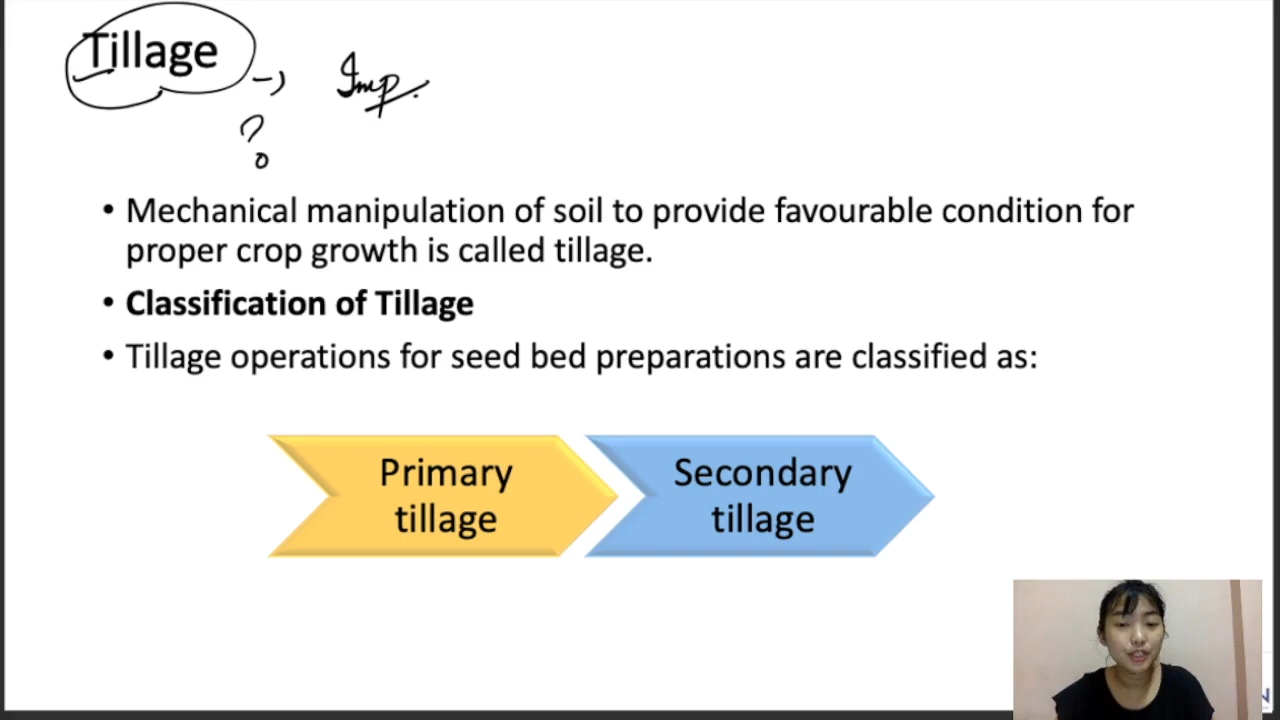 Tillage
→ Imp.
?
• Mechanical manipulation of soil to provide favourable condition for
proper crop growth is called tillage.
• Classification of Tillage
• Tillage operations for seed bed preparations are classified as:
Primary
tillage
Secondary
tillage
N